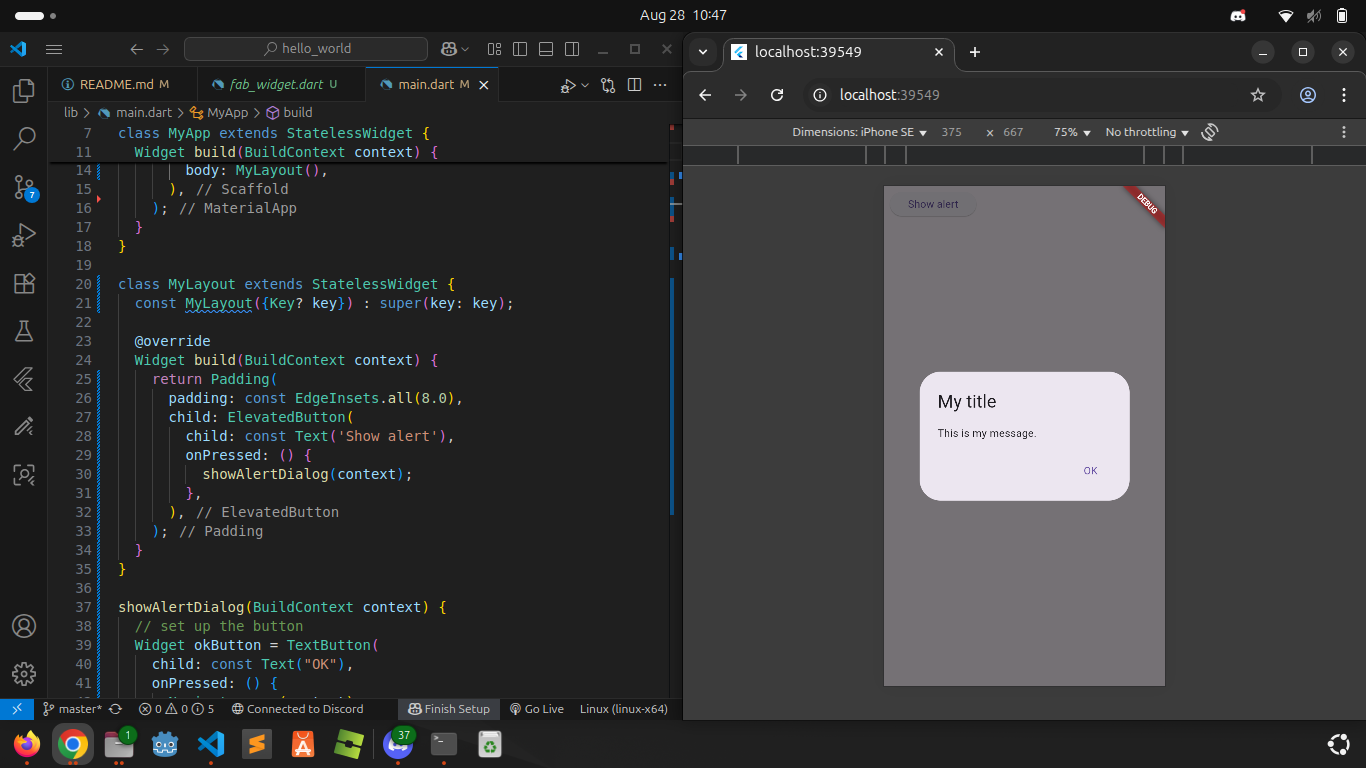 Aug 28 10:47
hello_world
README.md M
fab_widget.dart U
main.dart M
lib > main.dart > MyApp > build
7 class MyApp extends StatelessWidget {
11 Widget build(BuildContext context) {
14 body: MyLayout(),
15 ), // Scaffold
16 ); // MaterialApp
17 }
18 }
19
20 class MyLayout extends StatelessWidget {
21 const MyLayout({Key? key}) : super(key: key);
22
23 @override
24 Widget build(BuildContext context) {
25 return Padding(
26 padding: const EdgeInsets.all(8.0),
27 child: ElevatedButton(
28 child: const Text('Show alert'),
29 onPressed: () {
30 showAlertDialog(context);
31 },
32 ), // ElevatedButton
33 ); // Padding
34 }
35 }
36
37 showAlertDialog(BuildContext context) {
38 // set up the button
39 Widget okButton = TextButton(
40 child: const Text("OK"),
41 onPressed: () {
7
master* 0 0 5 Connected to Discord Finish Setup Go Live Linux (linux-x64)
localhost:39549
localhost:39549
Dimensions: iPhone SE 375 x 667 75% No throttling
Show alert
DEBUG
My title
This is my message.
OK
1
37